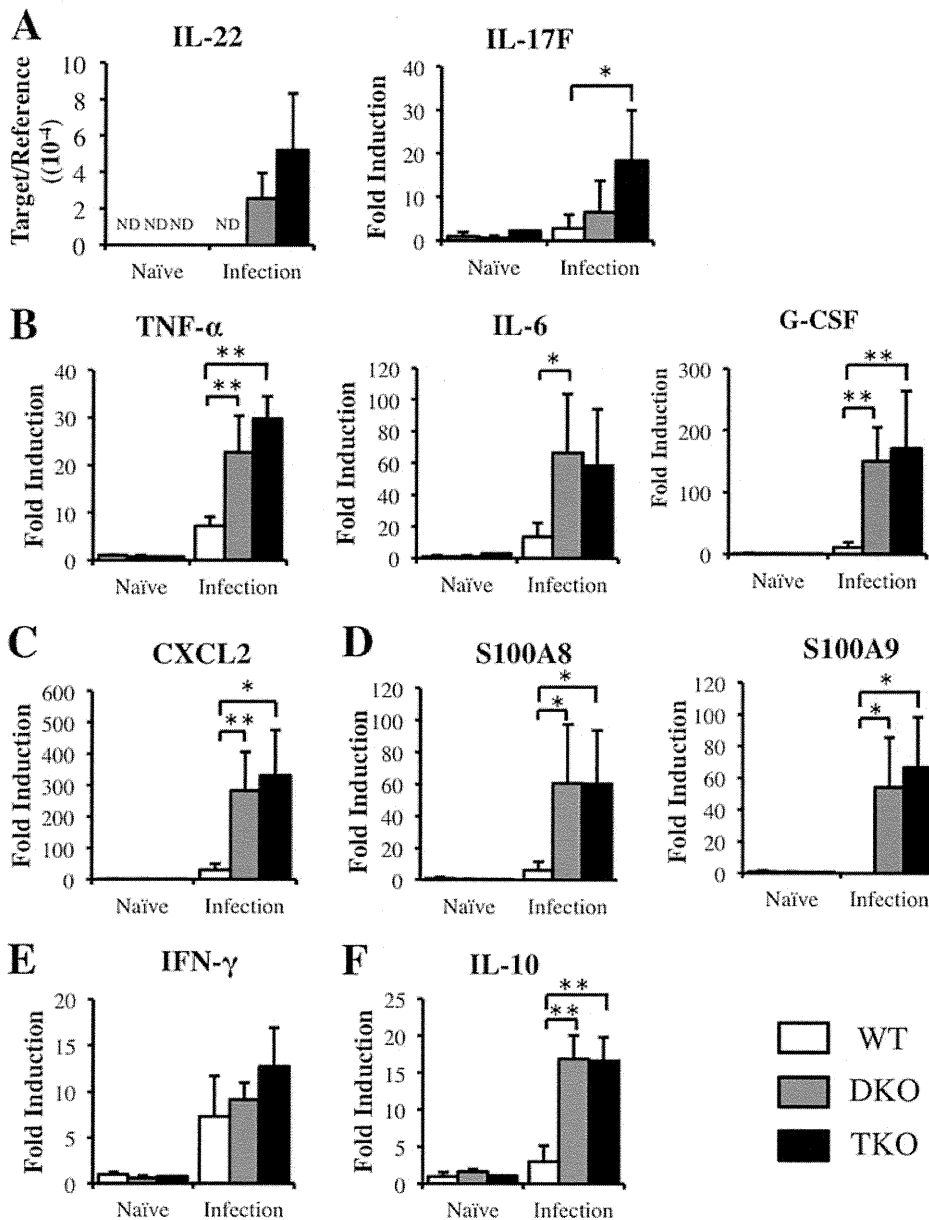 A
IL-22
Target/Reference
((10⁻⁴)
10
8
6
4
2
0
ND ND ND
ND
Naïve
Infection
IL-17F
Fold Induction
40
30
20
10
0
*
Naïve
Infection
B
TNF-α
Fold Induction
40
30
20
10
0
**
**
Naïve
Infection
IL-6
Fold Induction
120
100
80
60
40
20
0
*
Naïve
Infection
G-CSF
Fold Induction
300
200
100
0
**
**
Naïve
Infection
C
CXCL2
Fold Induction
600
500
400
300
200
100
0
*
**
Naïve
Infection
D
S100A8
Fold Induction
120
100
80
60
40
20
0
*
*
Naïve
Infection
S100A9
Fold Induction
120
100
80
60
40
20
0
*
*
Naïve
Infection
E
IFN-γ
Fold Induction
20
15
10
5
0
Naïve
Infection
F
IL-10
Fold Induction
25
20
15
10
5
0
**
**
Naïve
Infection
WT
DKO
TKO